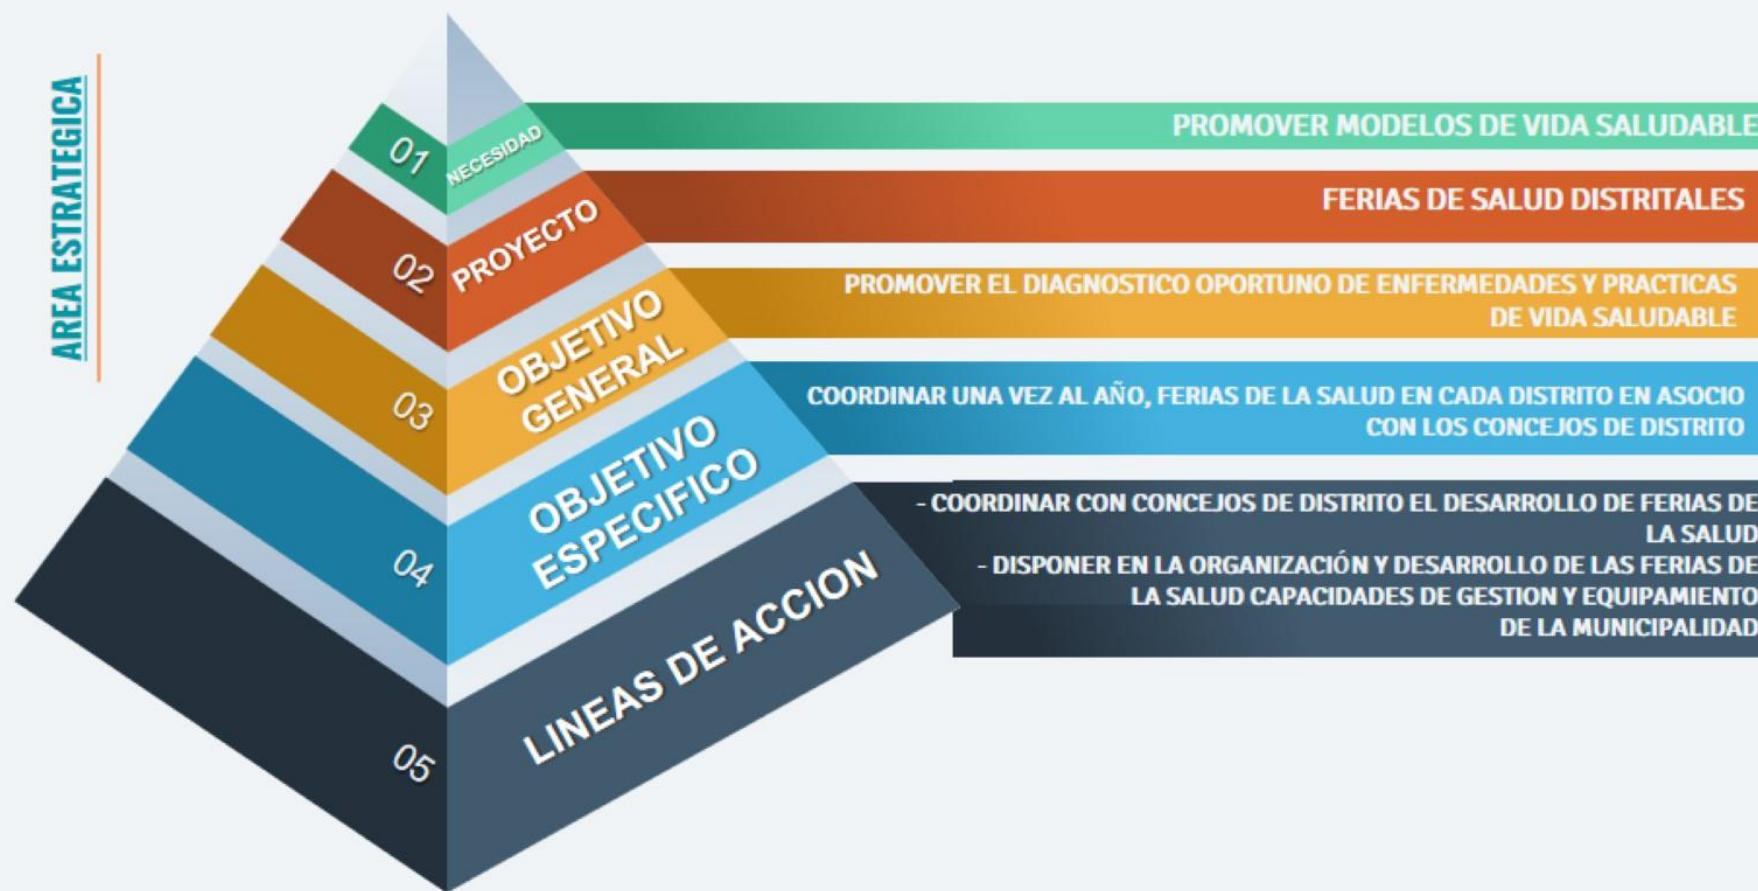 AREA ESTRATEGICA
01
NECESIDAD
PROMOVER MODELOS DE VIDA SALUDABLE
02
PROYECTO
FERIAS DE SALUD DISTRITALES
03
OBJETIVO
GENERAL
PROMOVER EL DIAGNOSTICO OPORTUNO DE ENFERMEDADES Y PRACTICAS
DE VIDA SALUDABLE
04
OBJETIVO
ESPECIFICO
COORDINAR UNA VEZ AL AÑO, FERIAS DE LA SALUD EN CADA DISTRITO EN ASOCIO
CON LOS CONCEJOS DE DISTRITO
05
LINEAS DE ACCION
- COORDINAR CON CONCEJOS DE DISTRITO EL DESARROLLO DE FERIAS DE
LA SALUD
- DISPONER EN LA ORGANIZACIÓN Y DESARROLLO DE LAS FERIAS DE
LA SALUD CAPACIDADES DE GESTION Y EQUIPAMIENTO
DE LA MUNICIPALIDAD